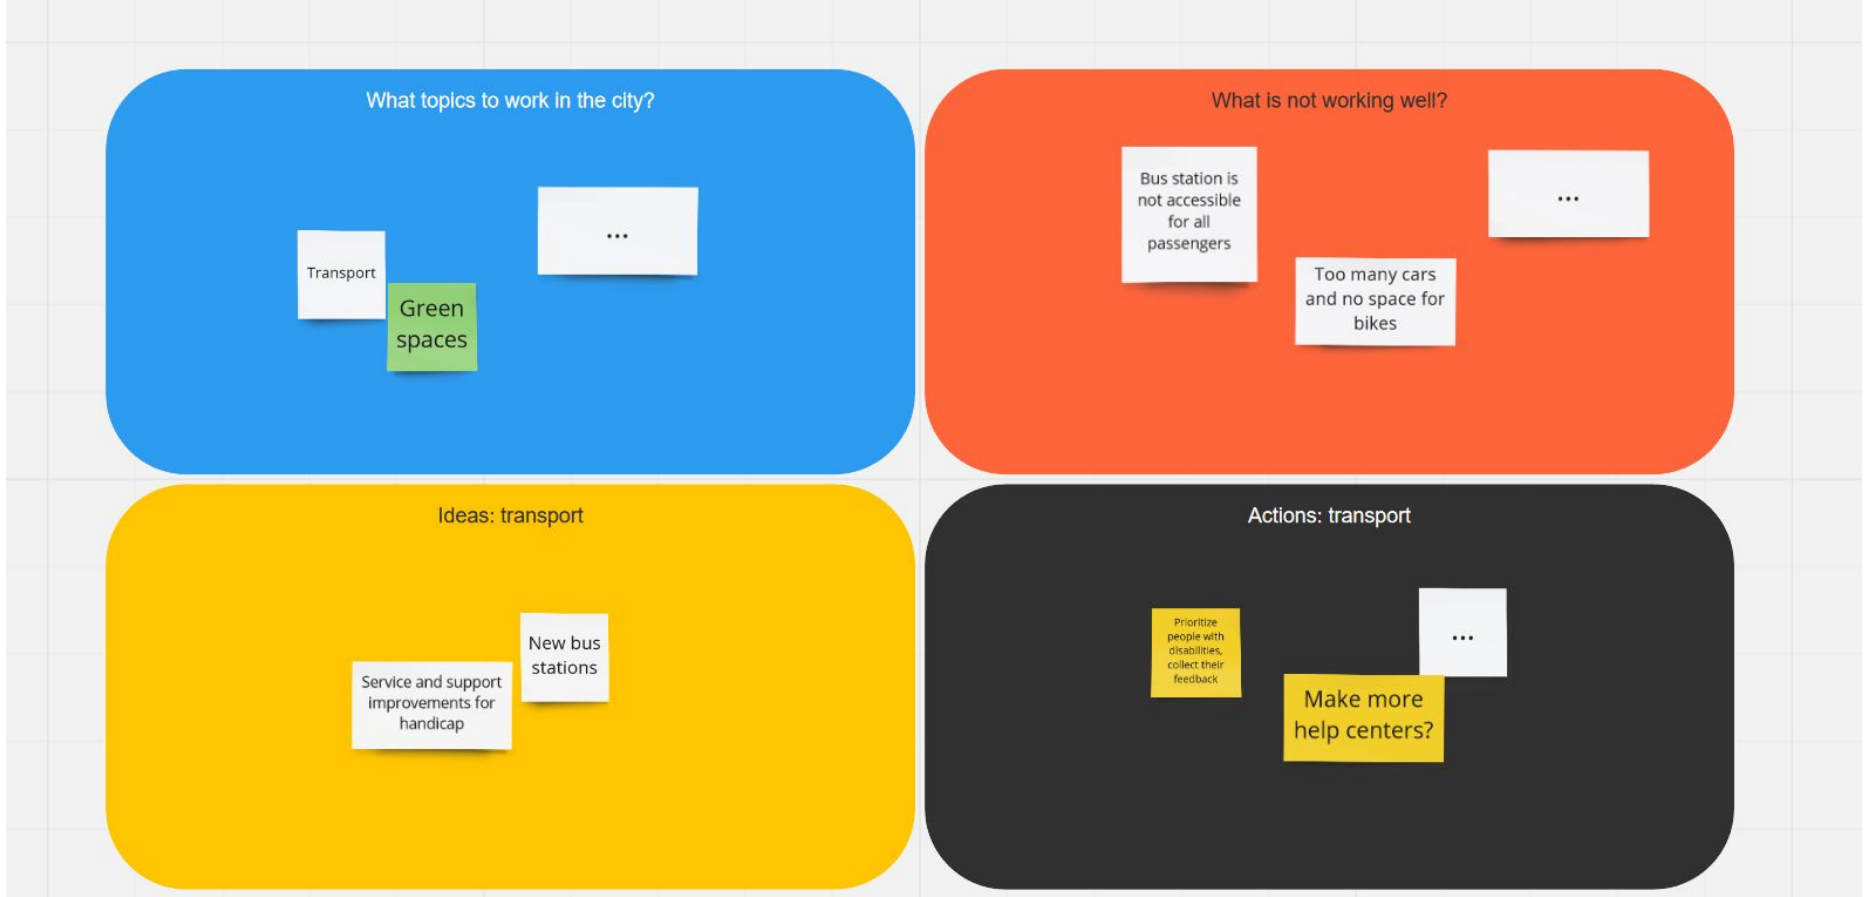 What topics to work in the city?
Transport
Green
spaces
...
What is not working well?
Bus station is
not accessible
for all
passengers
Too many cars
and no space for
bikes
...
Ideas: transport
New bus
stations
Service and support
improvements for
handicap
Actions: transport
Prioritize
people with
disabilities,
collect their
feedback
Make more
help centers?
...